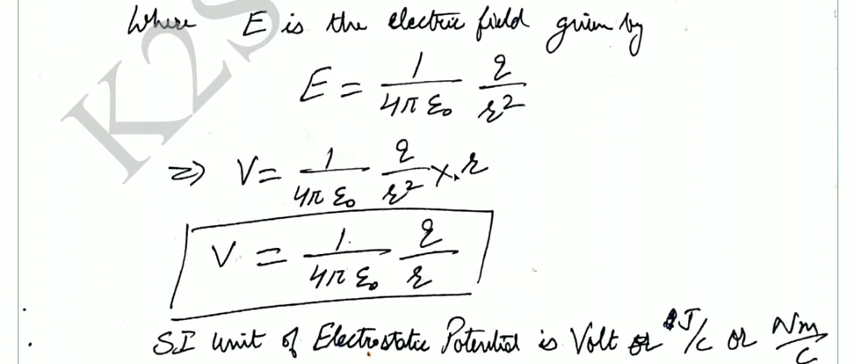 Where E is the electric field given by
E = 1/4πε₀ q/r²
⇒ V = 1/4πε₀ q/r² × r
V = 1/4πε₀ q/r
S.I Unit of Electrostatic Potential is Volt or J/C or Nm/C
K2S